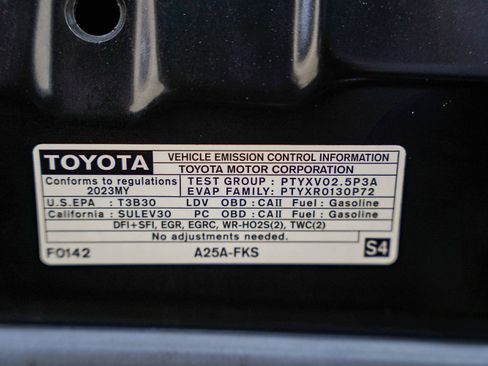 TOYOTA
VEHICLE EMISSION CONTROL INFORMATION
TOYOTA MOTOR CORPORATION
Conforms to regulations
2023MY
TEST GROUP : PTYXV02.5P3A
EVAP FAMILY: PTYXR0130P72
U.S.EPA : T3B30 LDV OBD : CAII Fuel : Gasoline
California : SULEV30 PC OBD : CAII Fuel : Gasoline
DFI+SFI, EGR, EGRC, WR-HO2S(2), TWC(2)
No adjustments needed.
F0142 A25A-FKS S4